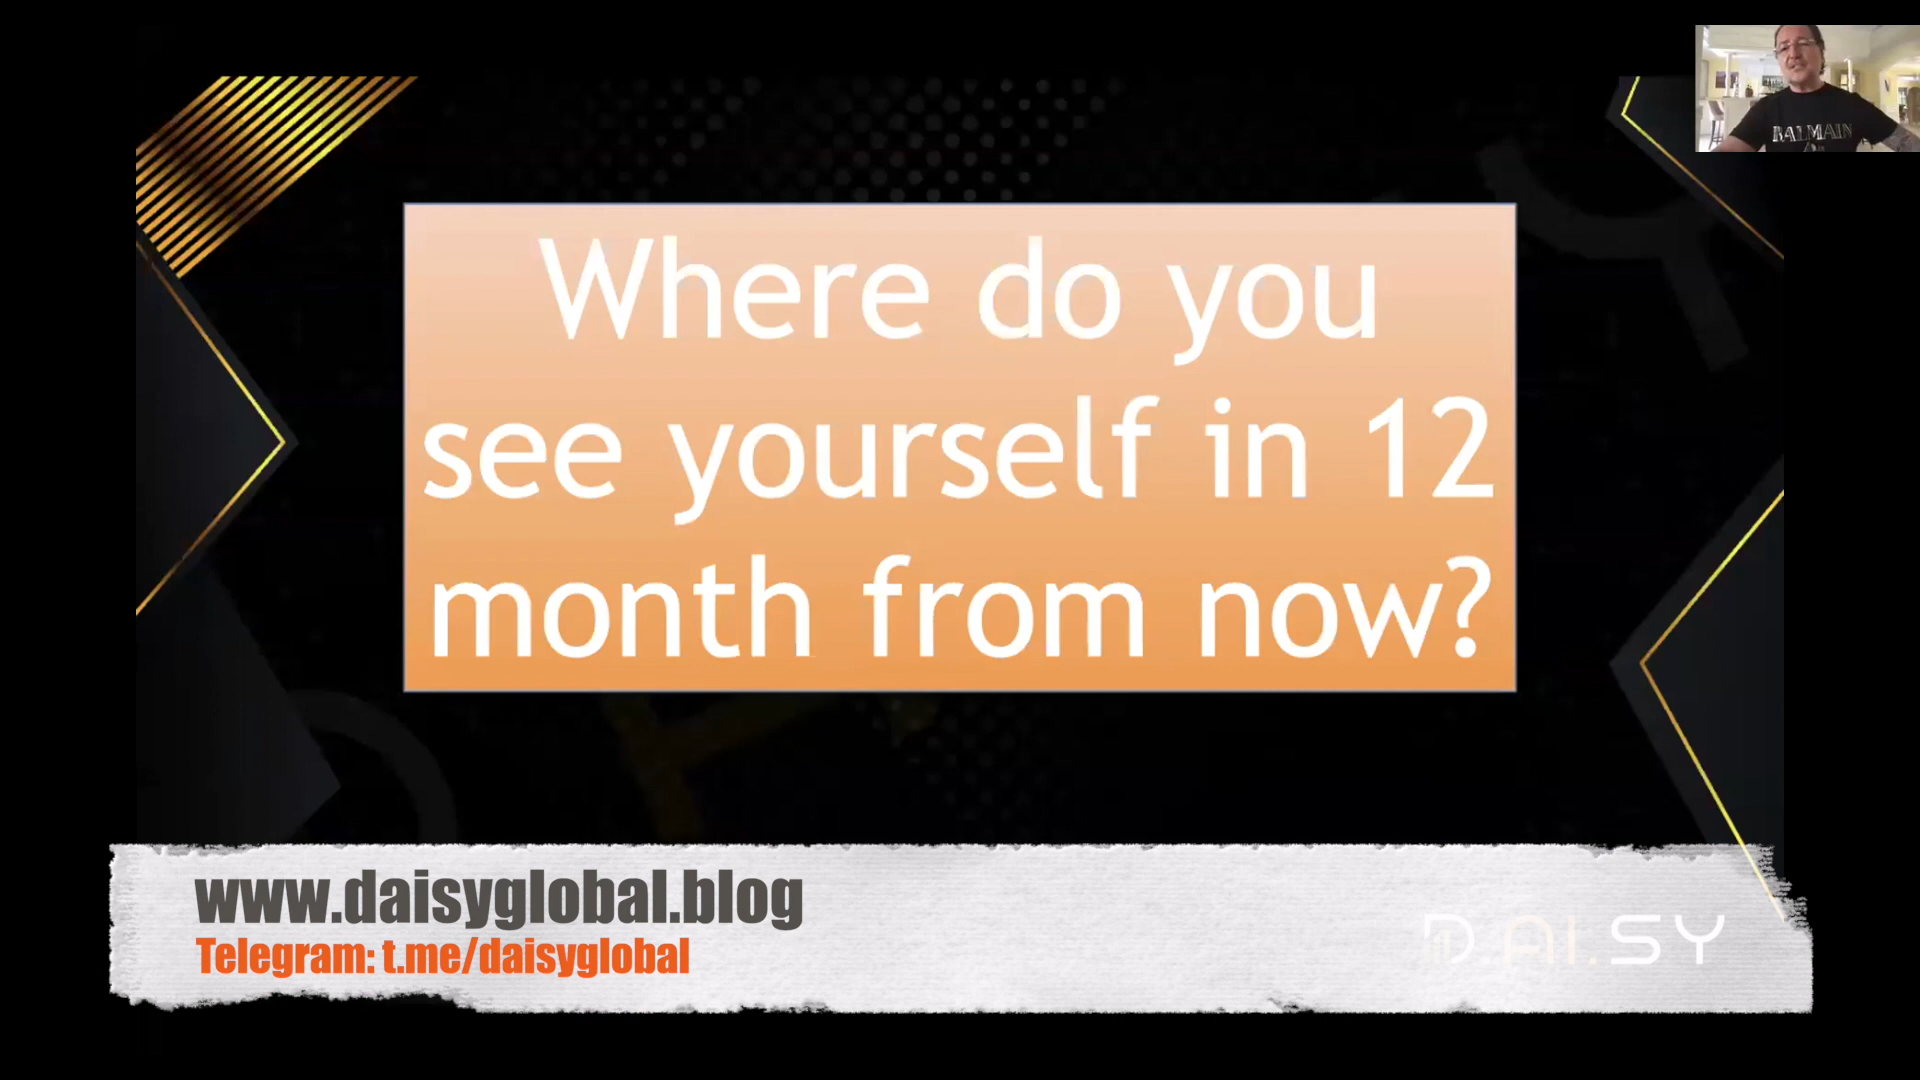 BALMAIN
Where do you
see yourself in 12
month from now?
www.daisyglobal.blog
Telegram: t.me/daisyglobal
D.AI.SY